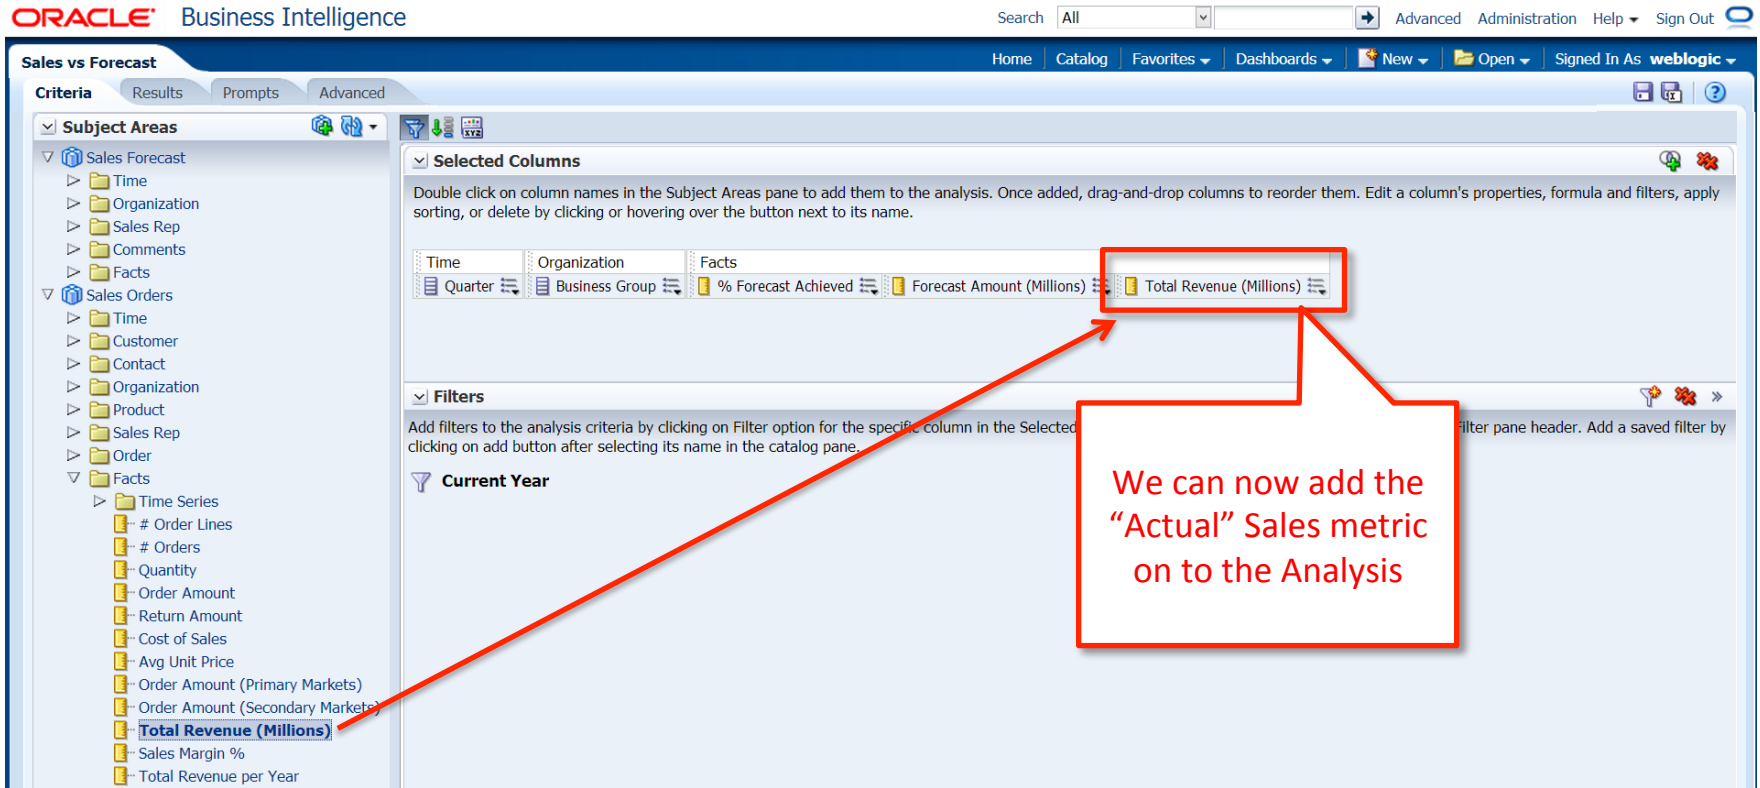 ORACLE Business Intelligence
Search All Advanced Administration Help Sign Out
Sales vs Forecast
Home Catalog Favorites Dashboards New Open Signed In As weblogic
Criteria Results Prompts Advanced
Subject Areas
Sales Forecast
Time
Organization
Sales Rep
Comments
Facts
Sales Orders
Time
Customer
Contact
Organization
Product
Sales Rep
Order
Facts
Time Series
# Order Lines
# Orders
Quantity
Order Amount
Return Amount
Cost of Sales
Avg Unit Price
Order Amount (Primary Markets)
Order Amount (Secondary Markets)
Total Revenue (Millions)
Sales Margin %
Total Revenue per Year
Selected Columns
Double click on column names in the Subject Areas pane to add them to the analysis. Once added, drag-and-drop columns to reorder them. Edit a column's properties, formula and filters, apply
sorting, or delete by clicking or hovering over the button next to its name.
Time Organization Facts
Quarter Business Group % Forecast Achieved Forecast Amount (Millions) Total Revenue (Millions)
Filters
Add filters to the analysis criteria by clicking on Filter option for the specific column in the Selected Filter pane header. Add a saved filter by
clicking on add button after selecting its name in the catalog pane.
Current Year
We can now add the
“Actual” Sales metric
on to the Analysis